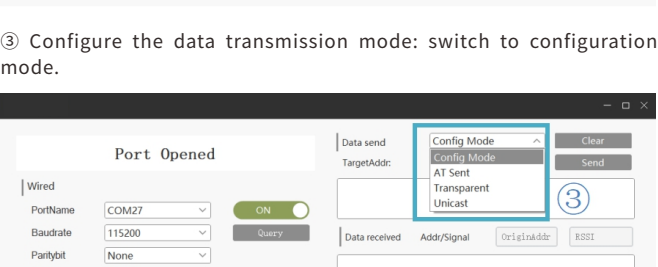 ③ Configure the data transmission mode: switch to configuration
mode.
Port Opened
Wired
PortName COM27 ON
Baudrate 115200 Query
Paritybit None
Data send Config Mode Clear
TargetAddr: Config Mode Send
AT Sent
Transparent
Unicast
③
Data received Addr/Signal OriginAddr RSSI